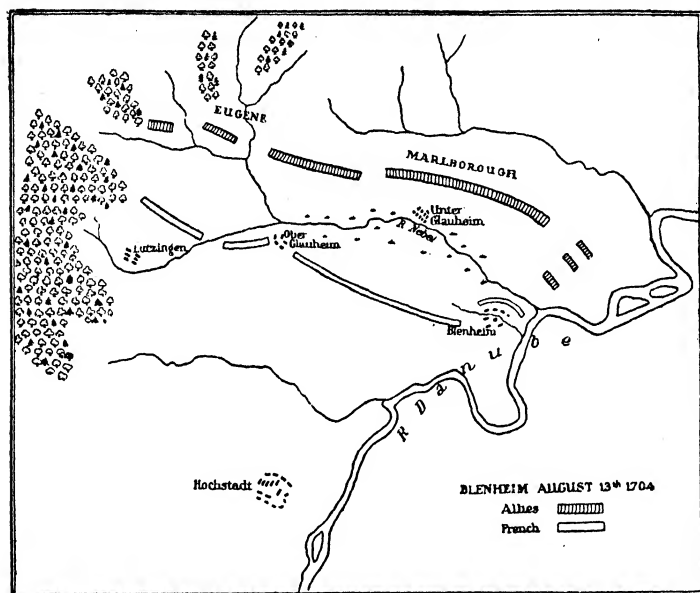 EUGENE
MARLBOROUGH
Unter
Glauheim
R. Nebel
Ober
Glauheim
Lutzingen
Blenheim
R Danube
Hochstadt
BLENHEIM AUGUST 13th 1704
Allies
French